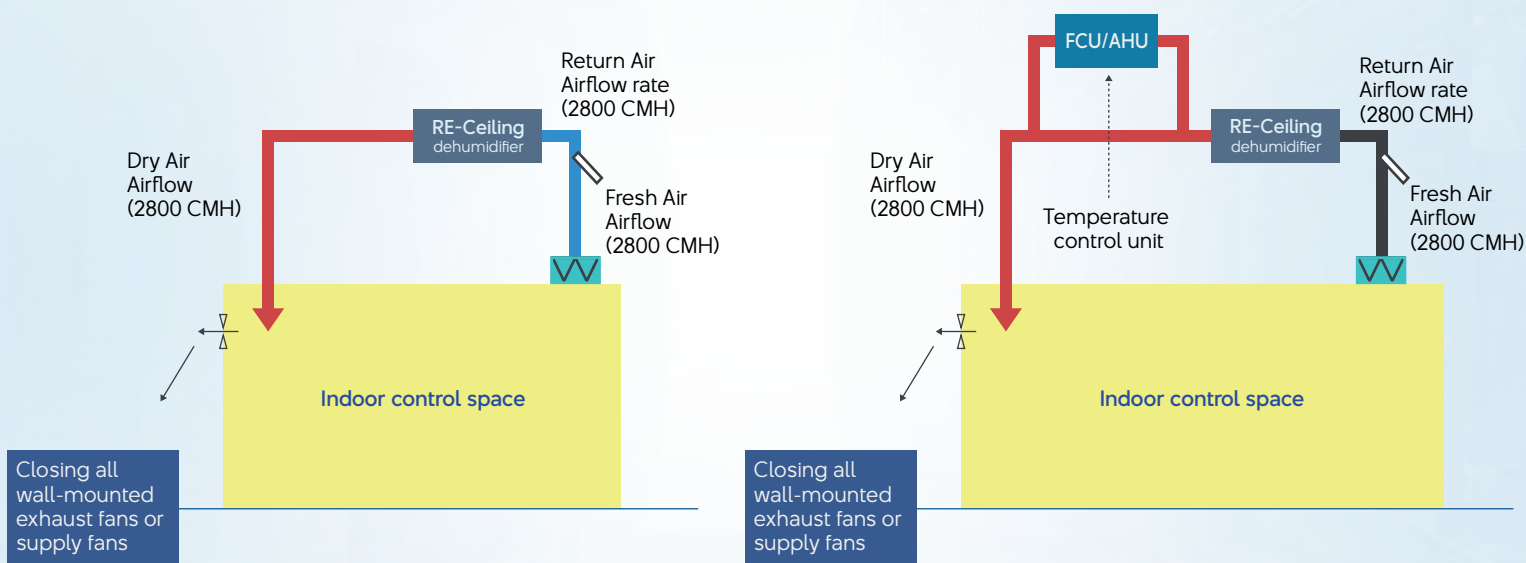 Return Air
Airflow rate
(2800 CMH)
RE-Ceiling
dehumidifier
Dry Air
Airflow
(2800 CMH)
Fresh Air
Airflow
(2800 CMH)
Indoor control space
Closing all
wall-mounted
exhaust fans or
supply fans
FCU/AHU
Return Air
Airflow rate
(2800 CMH)
RE-Ceiling
dehumidifier
Dry Air
Airflow
(2800 CMH)
Temperature
control unit
Fresh Air
Airflow
(2800 CMH)
Indoor control space
Closing all
wall-mounted
exhaust fans or
supply fans